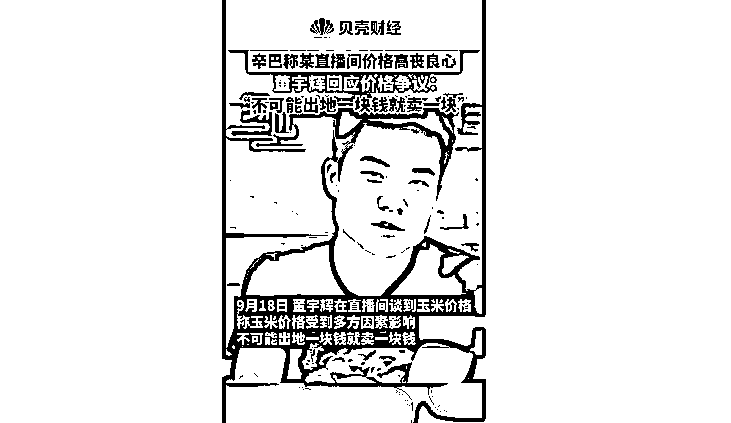 贝壳财经
辛巴称某直播间价格高丧良心
董宇辉回应价格争议：
“不可能出地一块钱就卖一块”
9月18日 董宇辉在直播间谈到玉米价格
称玉米价格受到多方因素影响
不可能出地一块钱就卖一块钱